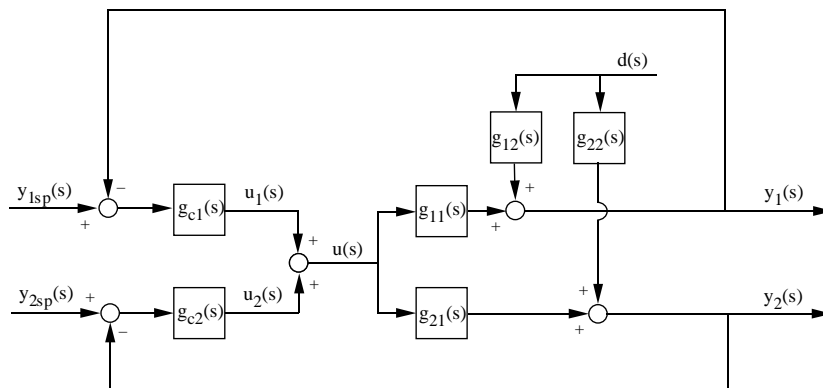 d(s)
g12(s)
g22(s)
y1sp(s)
−
+
gc1(s)
u1(s)
g11(s)
+
+
y1(s)
+
u(s)
+
y2sp(s)
+
−
gc2(s)
u2(s)
g21(s)
+
+
y2(s)